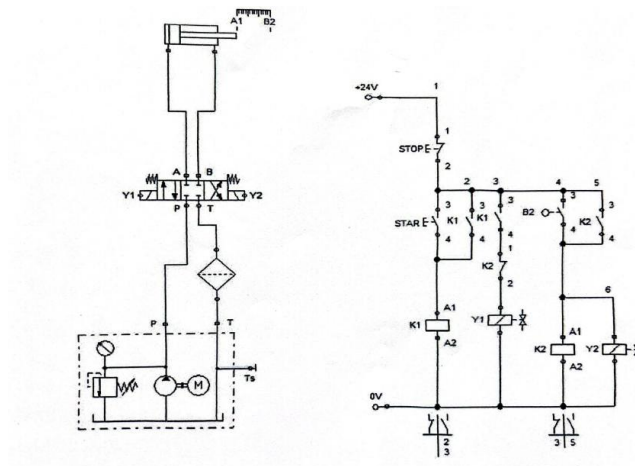 A1 B2
A B
Y1 Y2
P T
P T
Ts
M
+24V 1
1
STOP
2
2 3 4 5
3 3 3 3 3
STAR K1 K1 B2 K2
4 4 4 4 4
1
K2
2
6
A1 A1
K1 Y1 K2 Y2
A2 A2
0V
2 3 5
3